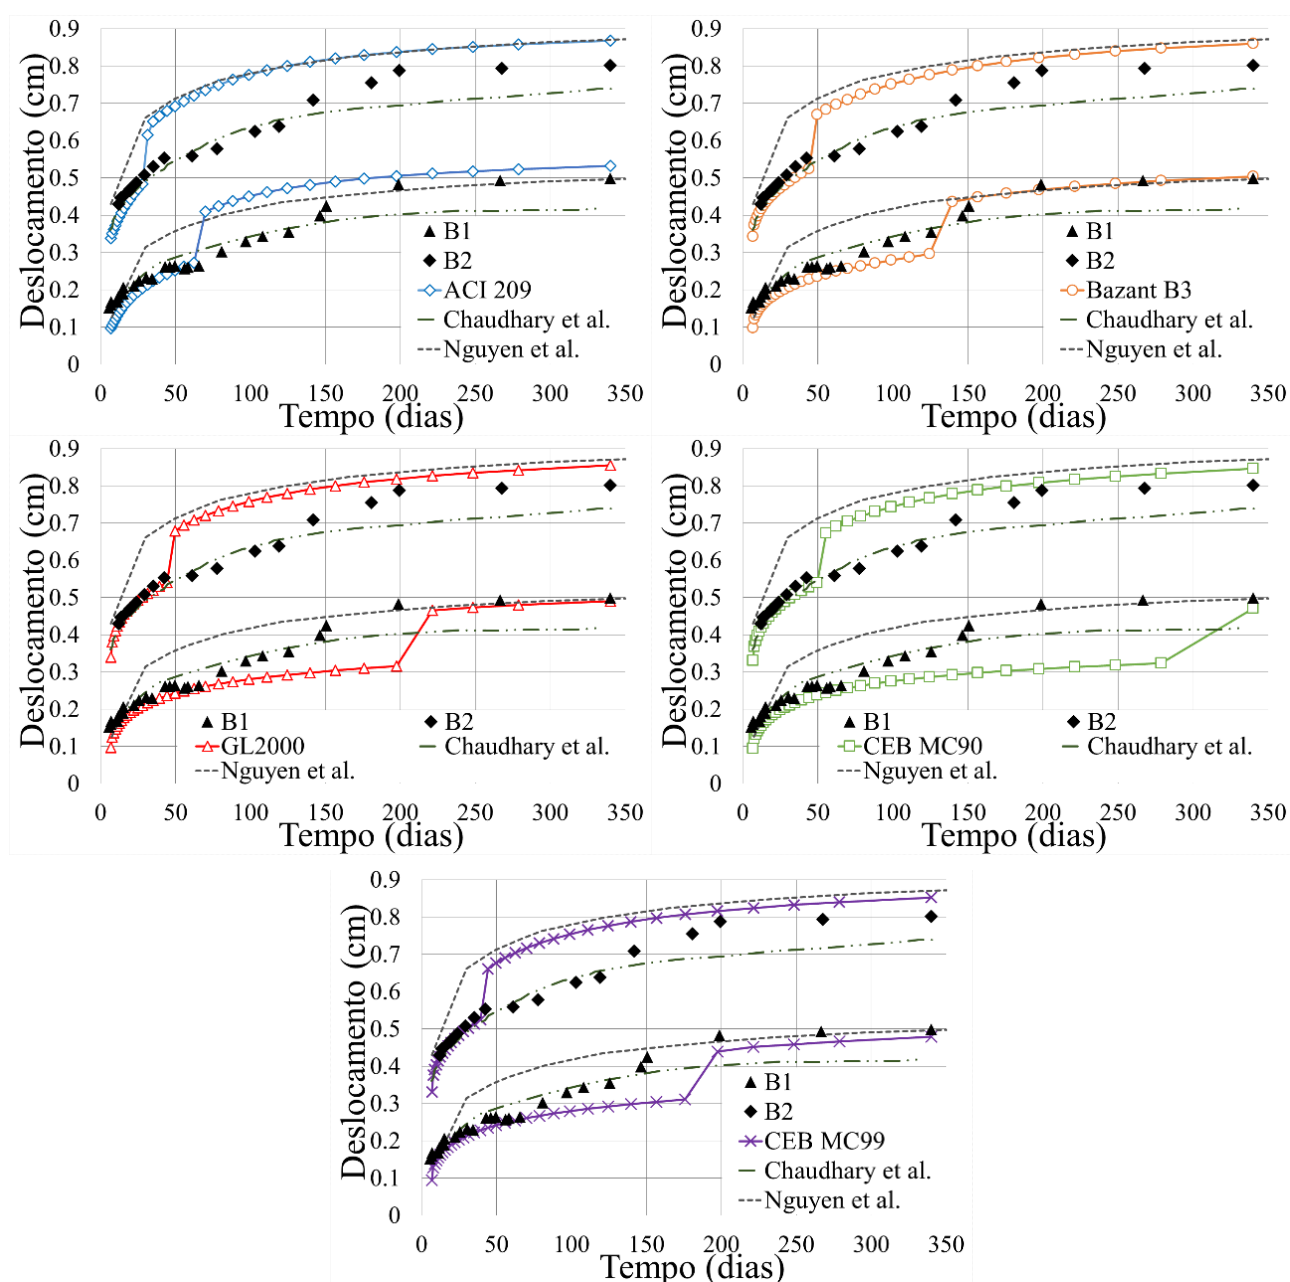 0.9
0.8
0.7
0.6
0.5
0.4
0.3
0.2
0.1
0
Deslocamento (cm)
B1
B2
ACI 209
Chaudhary et al.
Nguyen et al.
0 50 100 150 200 250 300 350
Tempo (dias)
0.9
0.8
0.7
0.6
0.5
0.4
0.3
0.2
0.1
0
Deslocamento (cm)
B1
B2
Bazant B3
Chaudhary et al.
Nguyen et al.
0 50 100 150 200 250 300 350
Tempo (dias)
0.9
0.8
0.7
0.6
0.5
0.4
0.3
0.2
0.1
0
Deslocamento (cm)
B1 B2
GL2000 Chaudhary et al.
Nguyen et al.
0 50 100 150 200 250 300 350
Tempo (dias)
0.9
0.8
0.7
0.6
0.5
0.4
0.3
0.2
0.1
0
Deslocamento (cm)
B1 B2
CEB MC90 Chaudhary et al.
Nguyen et al.
0 50 100 150 200 250 300 350
Tempo (dias)
0.9
0.8
0.7
0.6
0.5
0.4
0.3
0.2
0.1
0
Deslocamento (cm)
B1
B2
CEB MC99
Chaudhary et al.
Nguyen et al.
0 50 100 150 200 250 300 350
Tempo (dias)